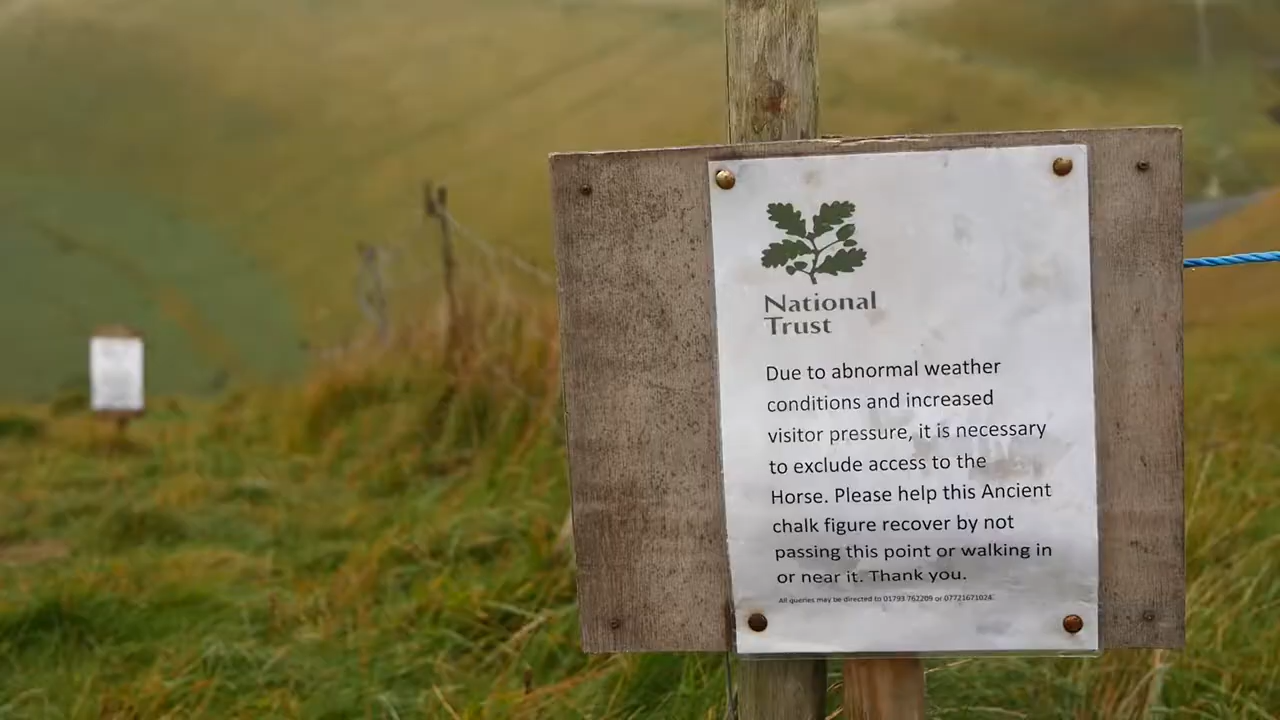 National
Trust
Due to abnormal weather
conditions and increased
visitor pressure, it is necessary
to exclude access to the
Horse. Please help this Ancient
chalk figure recover by not
passing this point or walking in
or near it. Thank you.
All queries may be directed to 01793 762209 or 07721671024.